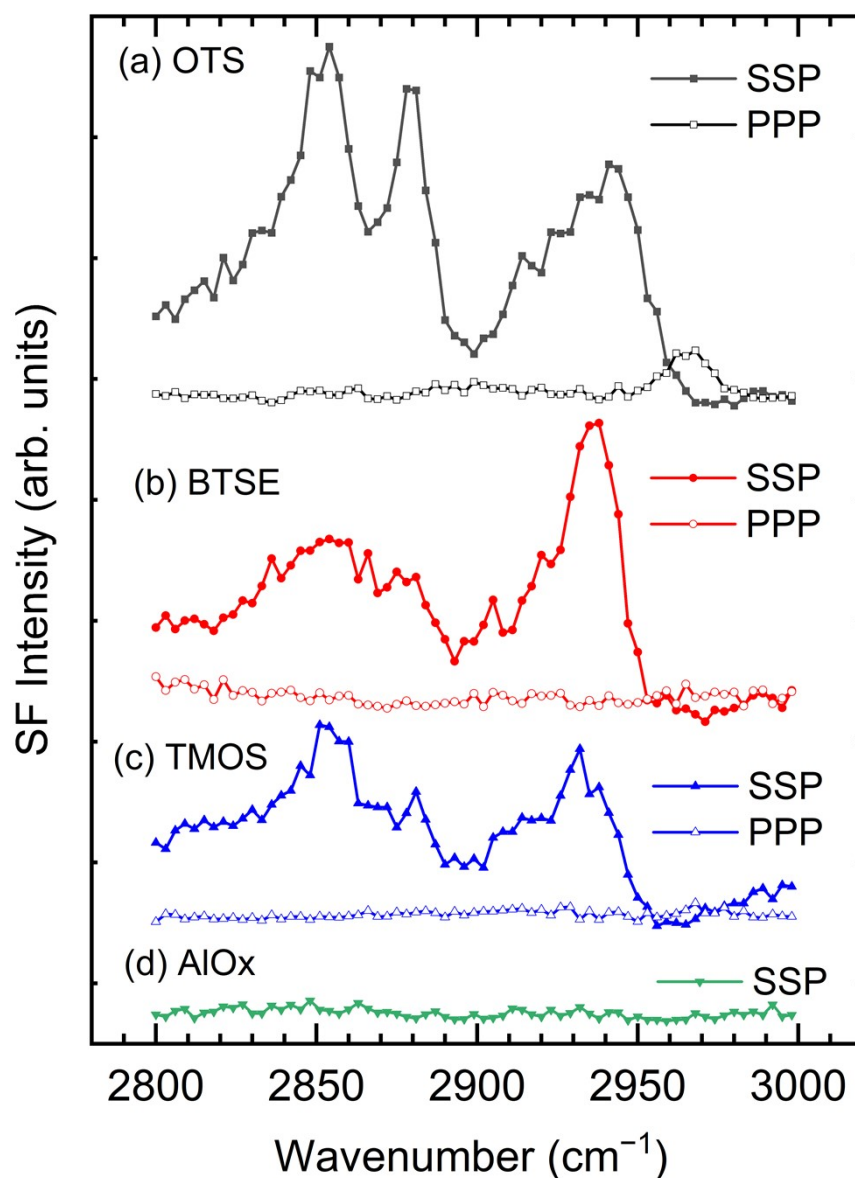 (a) OTS
SSP
PPP
(b) BTSE
SSP
PPP
(c) TMOS
SSP
PPP
(d) AlOx
SSP
SF Intensity (arb. units)
2800 2850 2900 2950 3000
Wavenumber (cm⁻¹)